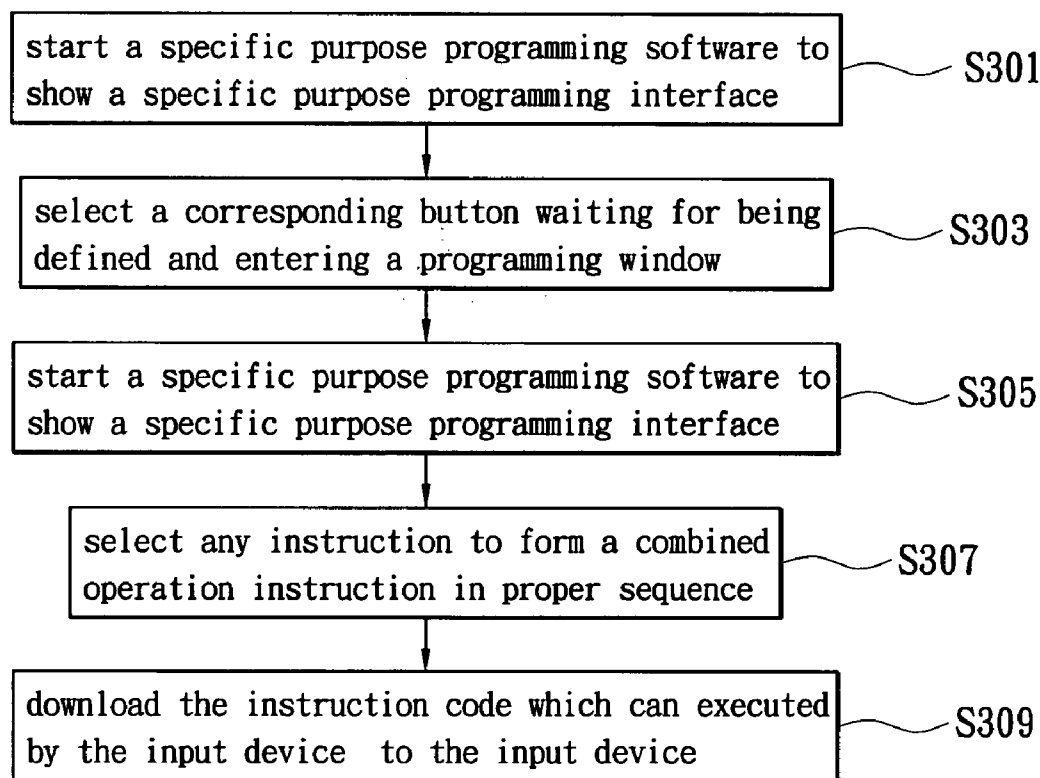 start a specific purpose programming software to
show a specific purpose programming interface
S301
select a corresponding button waiting for being
defined and entering a programming window
S303
start a specific purpose programming software to
show a specific purpose programming interface
S305
select any instruction to form a combined
operation instruction in proper sequence
S307
download the instruction code which can executed
by the input device to the input device
S309